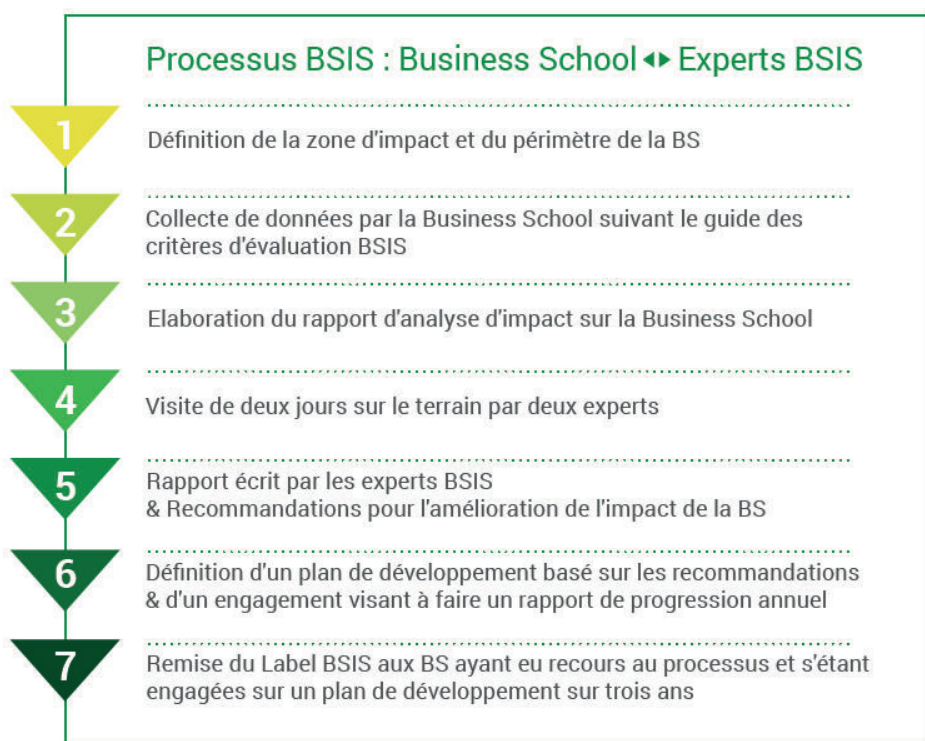 Processus BSIS : Business School ◂▸ Experts BSIS
1
Définition de la zone d'impact et du périmètre de la BS
2
Collecte de données par la Business School suivant le guide des
critères d'évaluation BSIS
3
Elaboration du rapport d'analyse d'impact sur la Business School
4
Visite de deux jours sur le terrain par deux experts
5
Rapport écrit par les experts BSIS
& Recommandations pour l'amélioration de l'impact de la BS
6
Définition d'un plan de développement basé sur les recommandations
& d'un engagement visant à faire un rapport de progression annuel
7
Remise du Label BSIS aux BS ayant eu recours au processus et s'étant
engagées sur un plan de développement sur trois ans